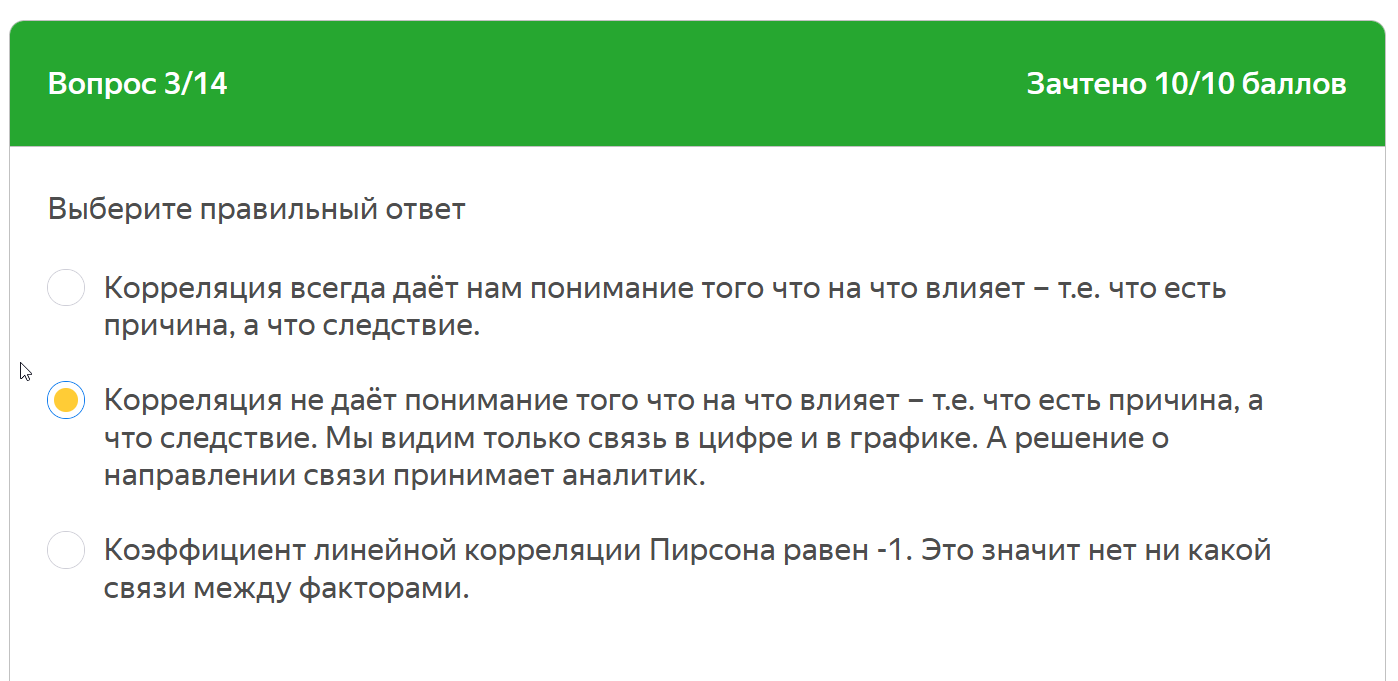 Вопрос 3/14
Зачтено 10/10 баллов
Выберите правильный ответ
Корреляция всегда даёт нам понимание того что на что влияет – т.е. что есть
причина, а что следствие.
Корреляция не даёт понимание того что на что влияет – т.е. что есть причина, а
что следствие. Мы видим только связь в цифре и в графике. А решение о
направлении связи принимает аналитик.
Коэффициент линейной корреляции Пирсона равен -1. Это значит нет ни какой
связи между факторами.